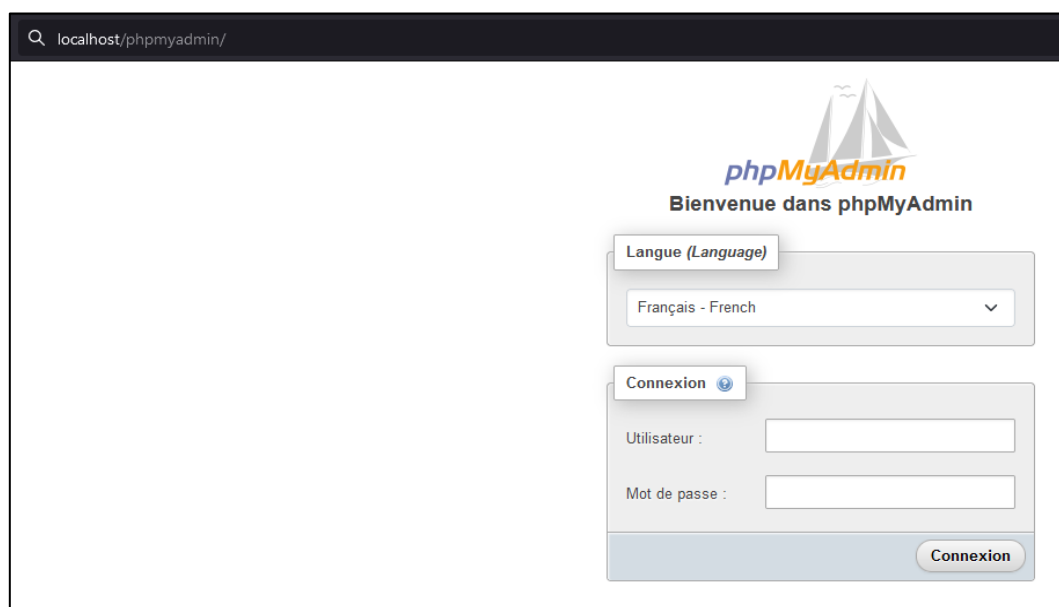 localhost/phpmyadmin/
phpMyAdmin
Bienvenue dans phpMyAdmin
Langue (Language)
Français - French
Connexion
Utilisateur :
Mot de passe :
Connexion